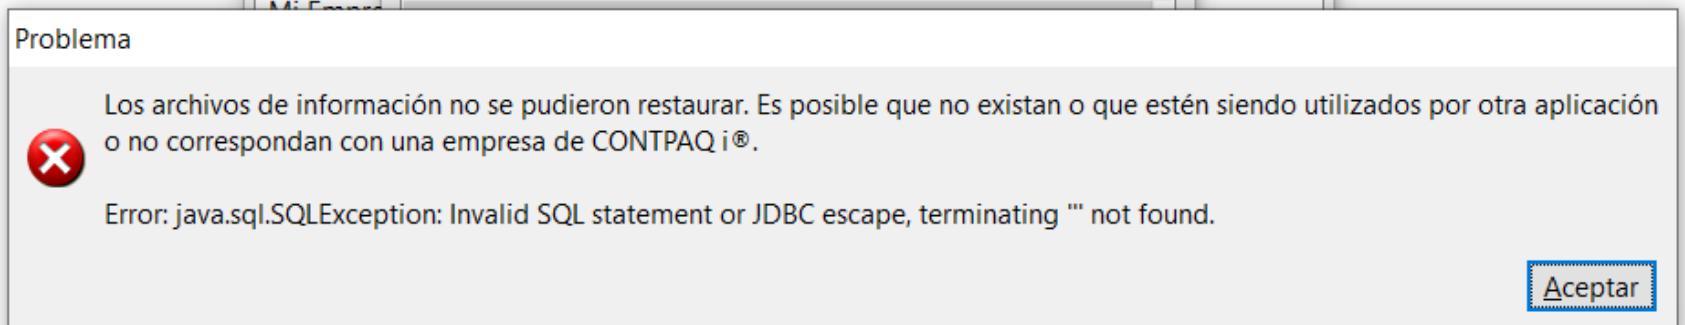 Problema
Los archivos de información no se pudieron restaurar. Es posible que no existan o que estén siendo utilizados por otra aplicación
o no correspondan con una empresa de CONTPAQ i®.
Error: java.sql.SQLException: Invalid SQL statement or JDBC escape, terminating ''' not found.
Aceptar